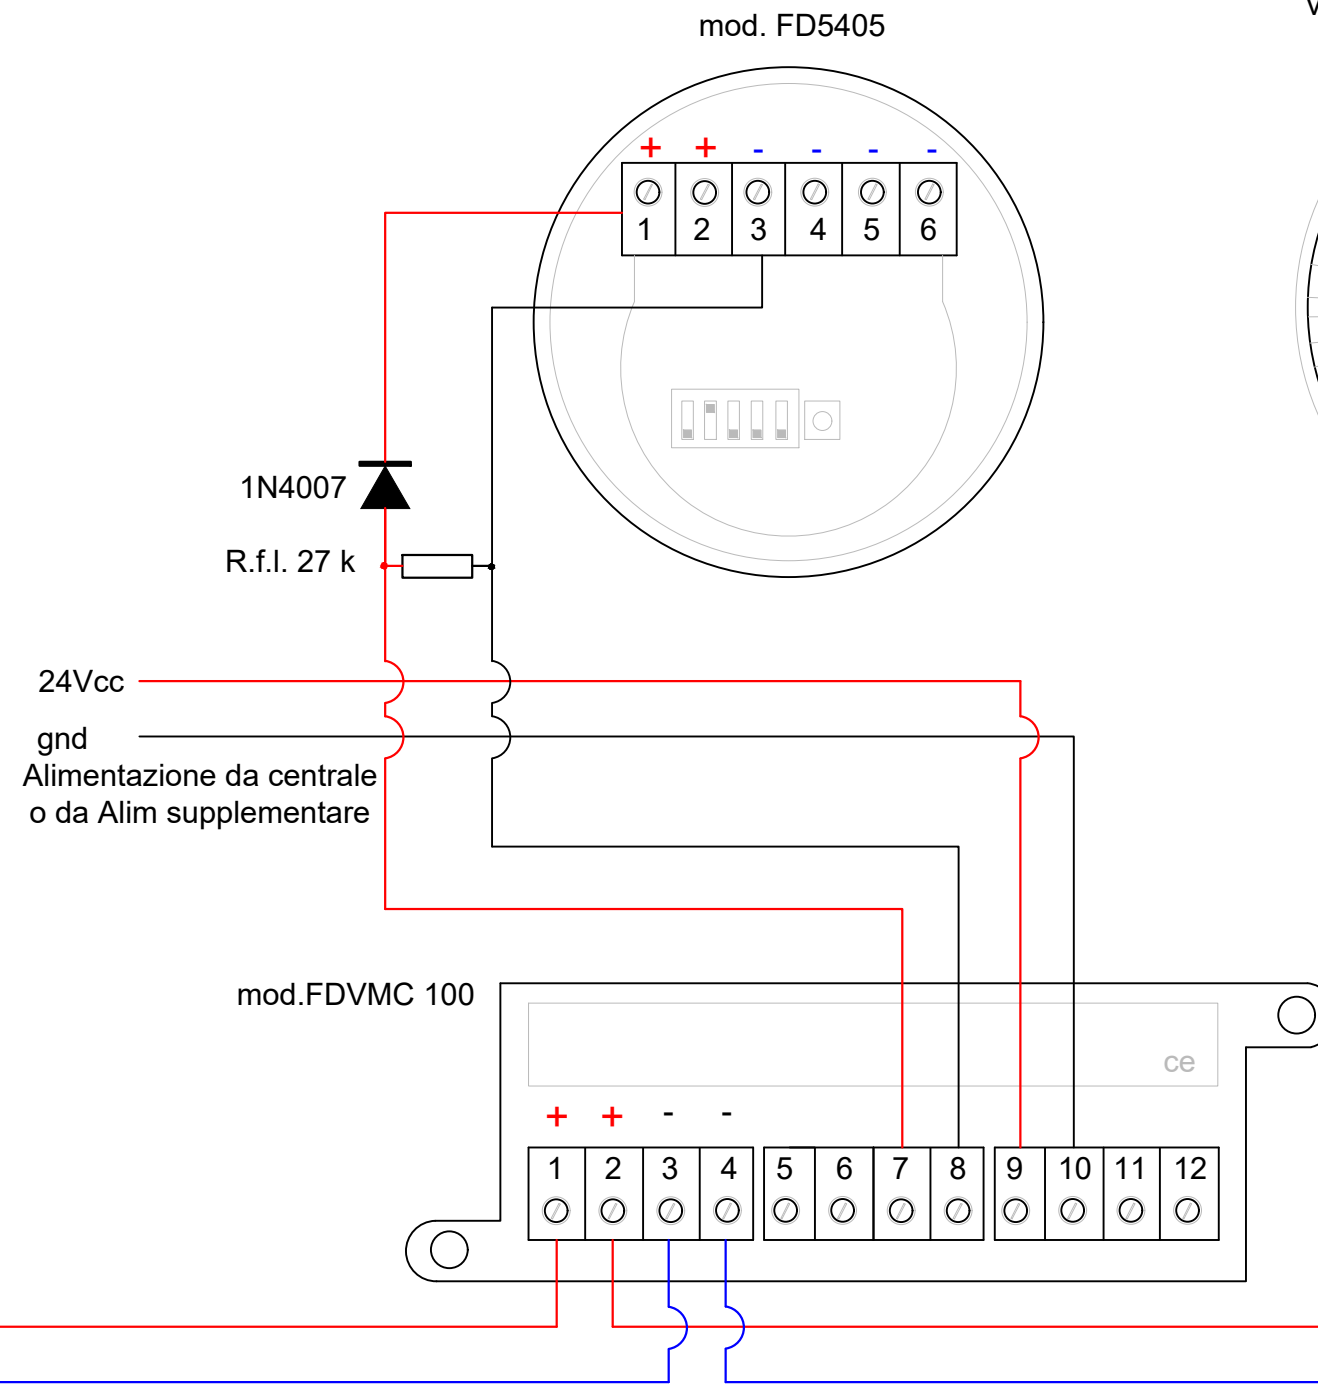 mod. FD5405
+ + - - - -
1 2 3 4 5 6
1N4007
R.f.l. 27 k
24Vcc
gnd
Alimentazione da centrale
o da Alim supplementare
mod.FDVMC 100
ce
+ + - -
1 2 3 4 5 6 7 8 9 10 11 12